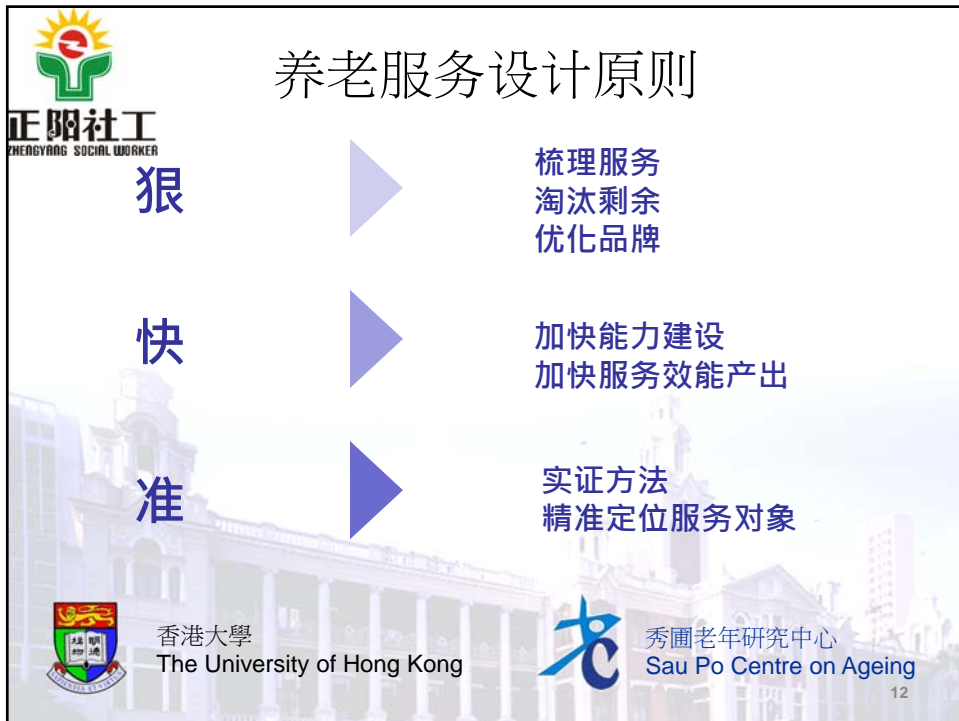 养老服务设计原则
正阳社工
ZHENGYANG SOCIAL WORKER
狠
梳理服务
淘汰剩余
优化品牌
快
加快能力建设
加快服务效能产出
准
实证方法
精准定位服务对象
香港大學
The University of Hong Kong
秀圃老年研究中心
Sau Po Centre on Ageing
12